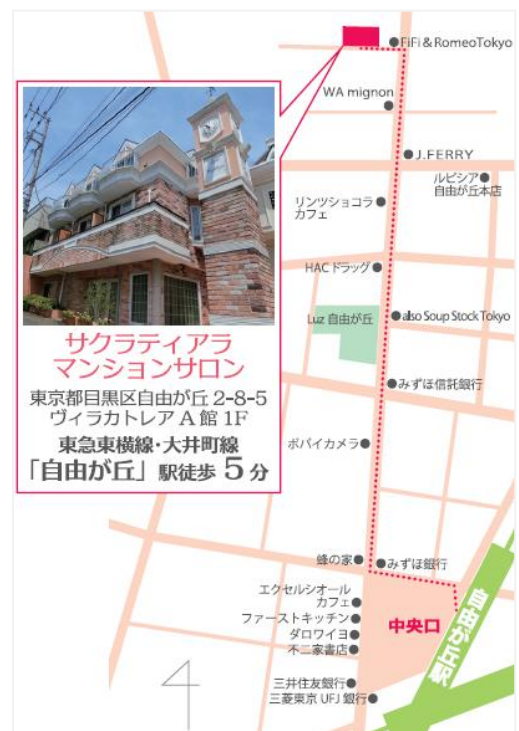 FiFi & RomeoTokyo
WA mignon
J.FERRY
ルピシア
自由が丘本店
リンツショコラ
カフェ
HAC ドラッグ
Luz 自由が丘
also Soup Stock Tokyo
みずほ信託銀行
ポパイカメラ
サクラティアラ
マンションサロン
東京都目黒区自由が丘 2-8-5
ヴィラカトレア A 館 1F
東急東横線・大井町線
「自由が丘」駅徒歩 5 分
蜂の家
みずほ銀行
エクセルシオール
カフェ
ファーストキッチン
ダロワイヨ
不二家書店
三井住友銀行
三菱東京 UFJ 銀行
中央口
自由が丘駅